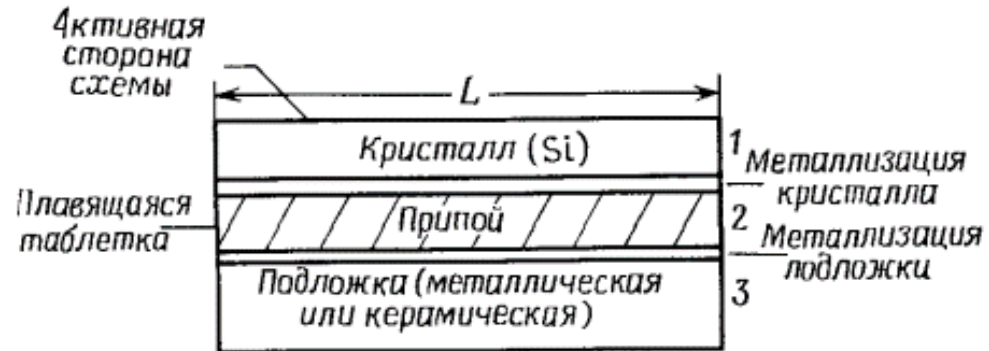 Активная
сторона
схемы
L
Кристалл (Si)
1
Металлизация
кристалла
Плавящаяся
таблетка
Припой
2
Металлизация
подложки
Подложка (металлическая
или керамическая)
3